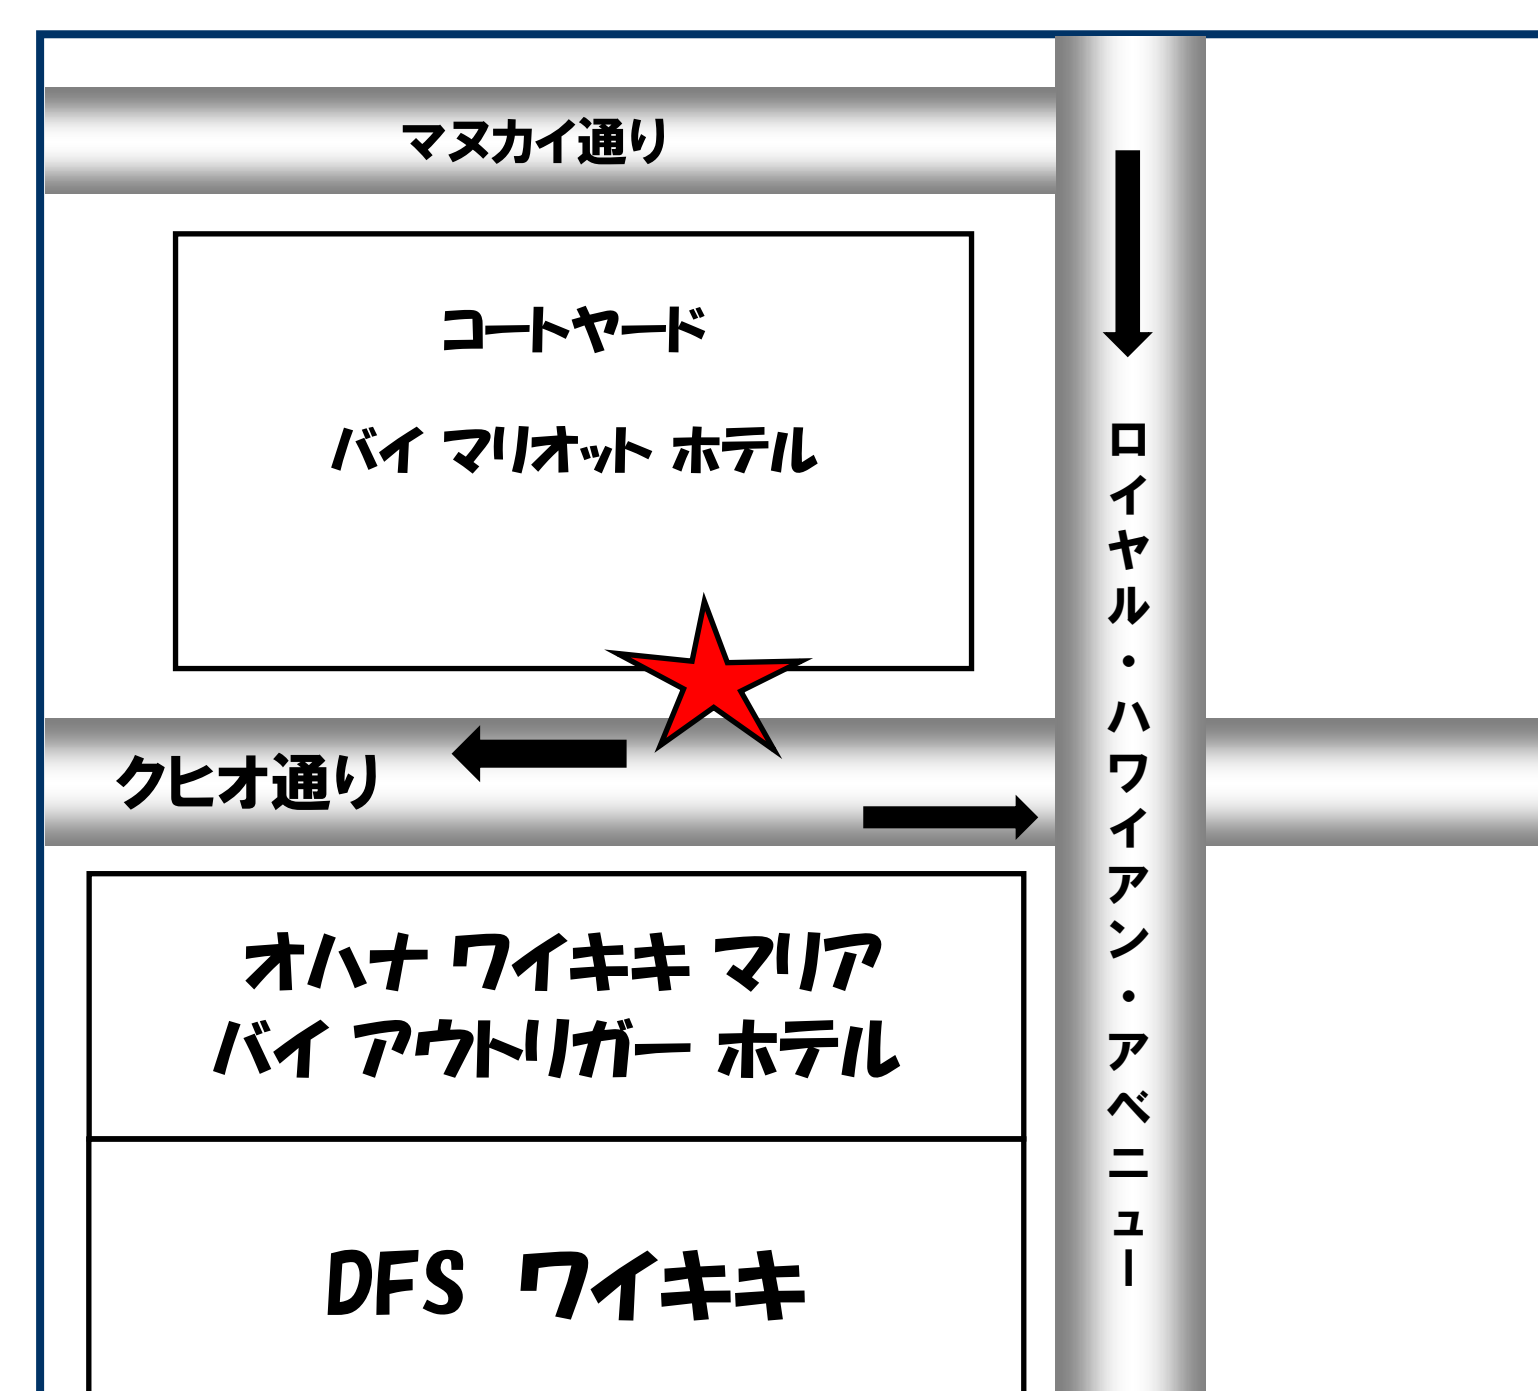 マヌカイ通り
コートヤード
バイ マリオット ホテル
ロイヤル・ハワイアン・アベニュー
クヒオ通り
オハナ ワイキキ マリア
バイ アウトリガー ホテル
DFS ワイキキ